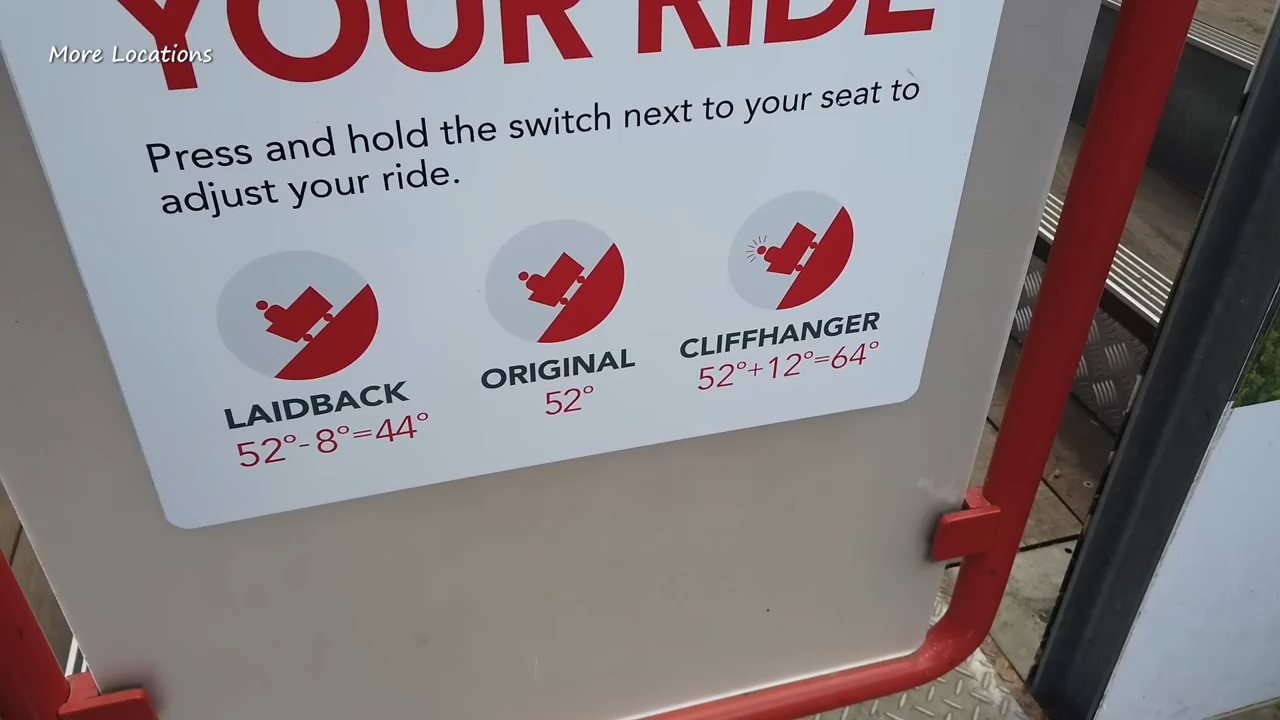 More Locations
YOUR RIDE
Press and hold the switch next to your seat to
adjust your ride.
LAIDBACK
52°-8°=44°
ORIGINAL
52°
CLIFFHANGER
52°+12°=64°